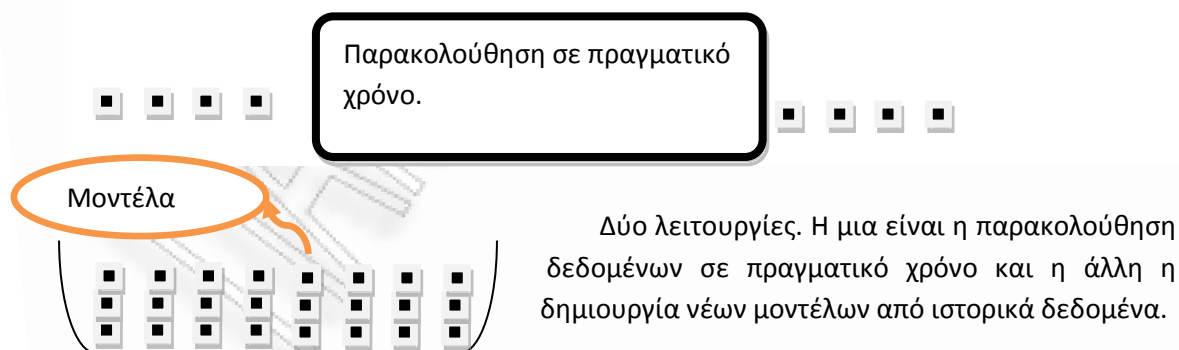 Παρακολούθηση σε πραγματικό
χρόνο.
Μοντέλα
Δύο λειτουργίες. Η μια είναι η παρακολούθηση
δεδομένων σε πραγματικό χρόνο και η άλλη η
δημιουργία νέων μοντέλων από ιστορικά δεδομένα.